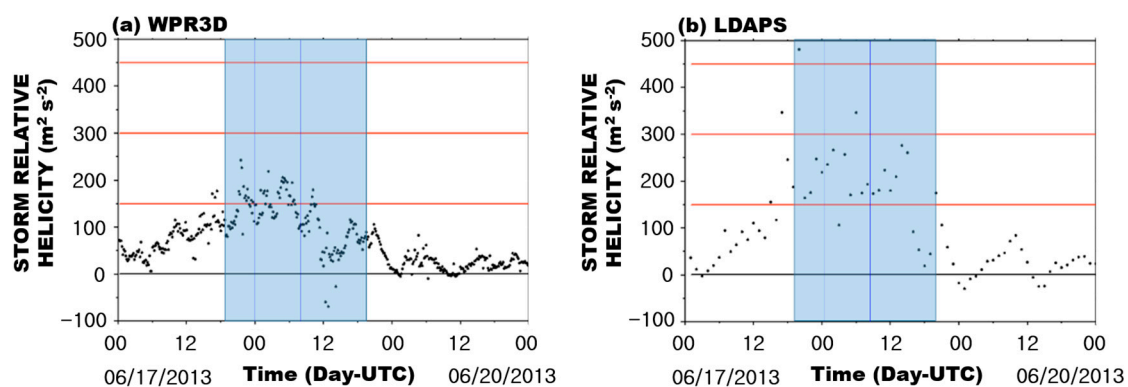 (a) WPR3D
500
400
300
200
100
0
−100
STORM RELATIVE
HELICITY (m² s⁻²)
00 12 00 12 00 12 00
06/17/2013 Time (Day-UTC) 06/20/2013
(b) LDAPS
500
400
300
200
100
0
−100
STORM RELATIVE
HELICITY (m² s⁻²)
00 12 00 12 00 12 00
06/17/2013 Time (Day-UTC) 06/20/2013